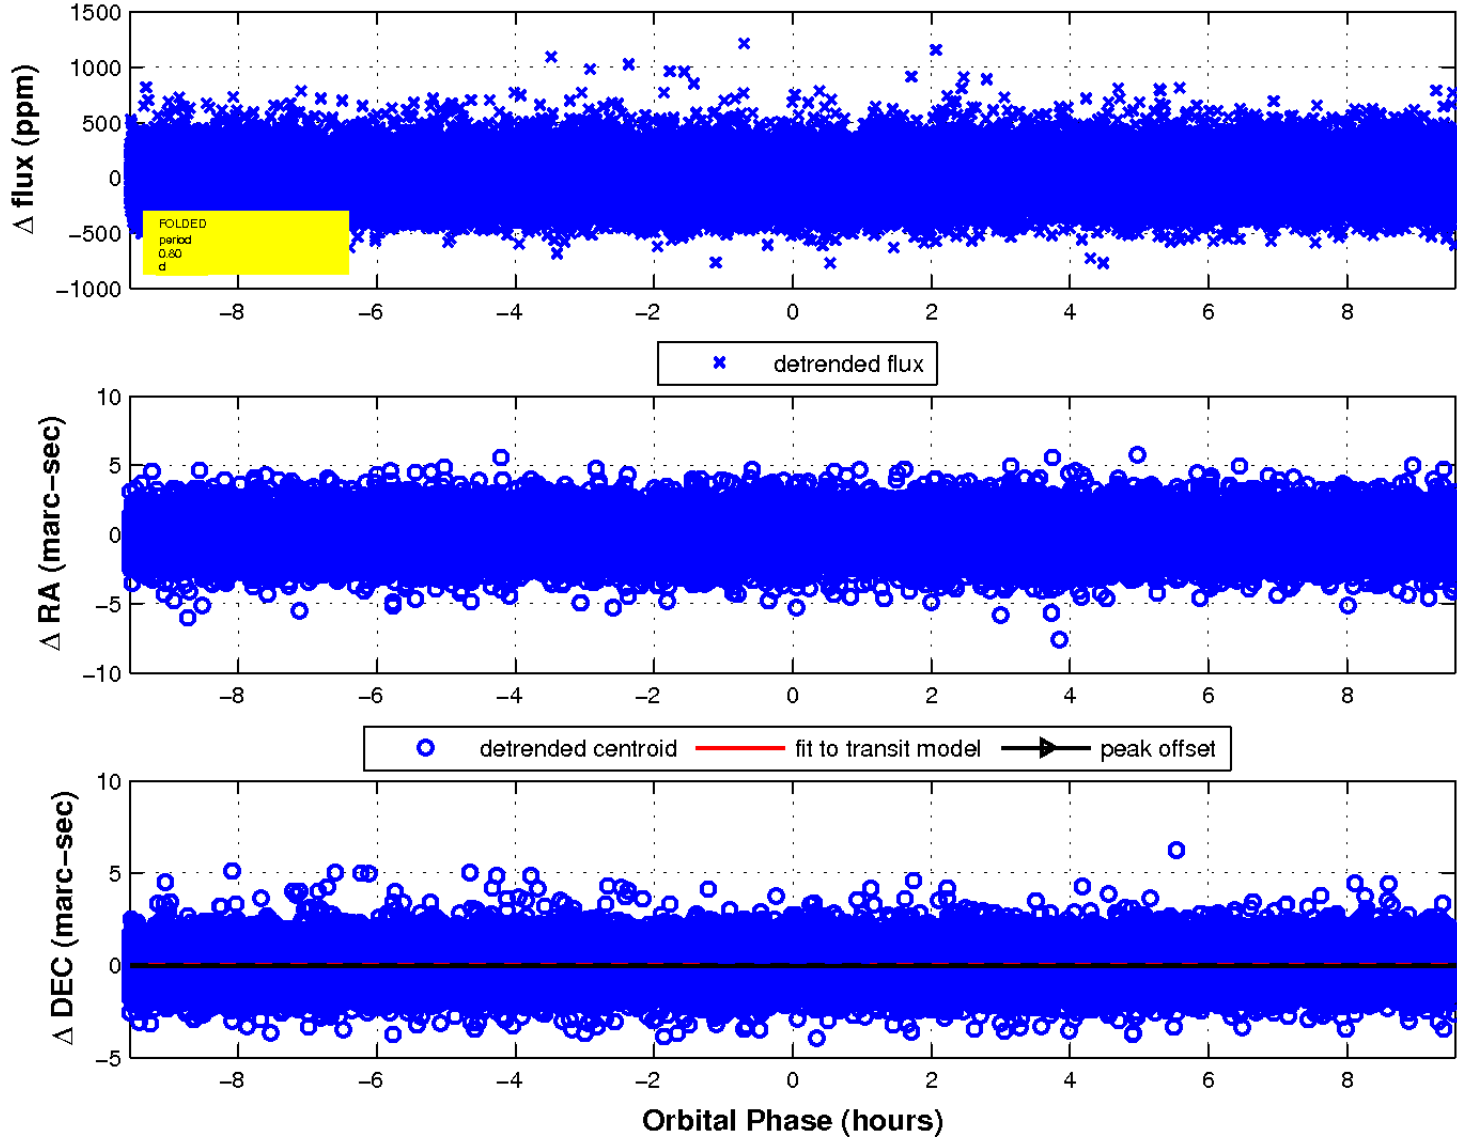 1500
1000
500
0
−500
−1000
Δ flux (ppm)
FOLDED
period
0.80
d
−8 −6 −4 −2 0 2 4 6 8
detrended flux
10
5
0
−5
−10
Δ RA (marc−sec)
−8 −6 −4 −2 0 2 4 6 8
detrended centroid fit to transit model peak offset
10
5
0
−5
Δ DEC (marc−sec)
−8 −6 −4 −2 0 2 4 6 8
Orbital Phase (hours)